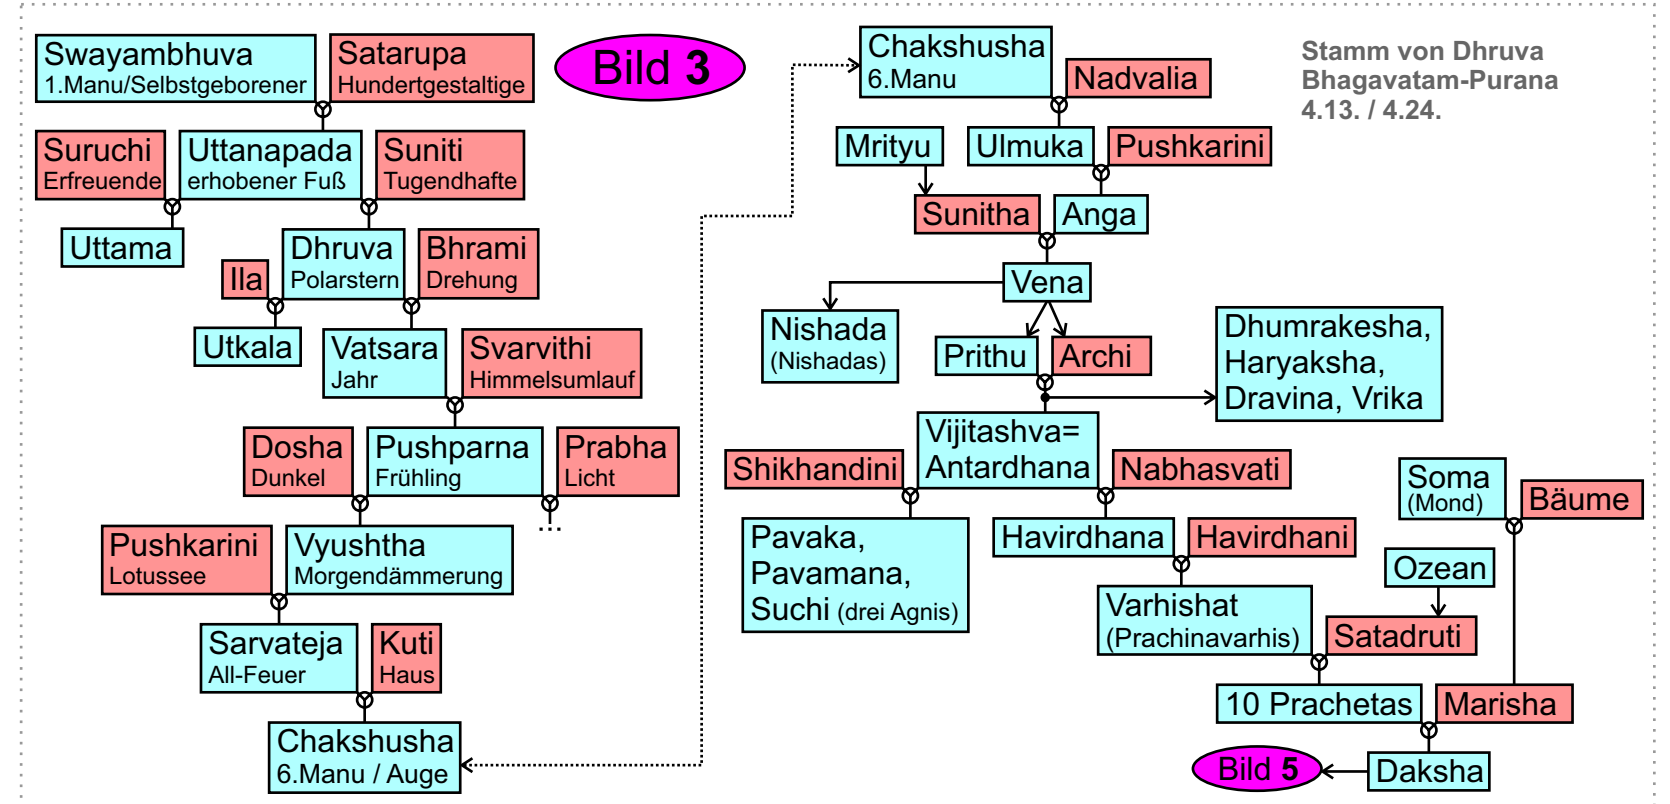 Swayambhuva
1.Manu/Selbstgeborener
Satarupa
Hundertgestaltige
Bild 3
Suruchi
Erfreuende
Uttanapada
erhobener Fuß
Suniti
Tugendhafte
Uttama
Ila
Dhruva
Polarstern
Bhrami
Drehung
Utkala
Vatsara
Jahr
Svarvithi
Himmelsumlauf
Dosha
Dunkel
Pushparna
Frühling
Prabha
Licht
...
Pushkarini
Lotussee
Vyushtha
Morgendämmerung
Sarvateja
All-Feuer
Kuti
Haus
Chakshusha
6.Manu / Auge
Chakshusha
6.Manu
Nadvalia
Stamm von Dhruva
Bhagavatam-Purana
4.13. / 4.24.
Mrityu
Ulmuka
Pushkarini
Sunitha
Anga
Vena
Nishada
(Nishadas)
Prithu
Archi
Dhumrakesha,
Haryaksha,
Dravina, Vrika
Shikhandini
Vijitashva=
Antardhana
Nabhasvati
Soma
(Mond)
Bäume
Pavaka,
Pavamana,
Suchi (drei Agnis)
Havirdhana
Havirdhani
Ozean
Varhishat
(Prachinavarhis)
Satadruti
10 Prachetas
Marisha
Bild 5
Daksha